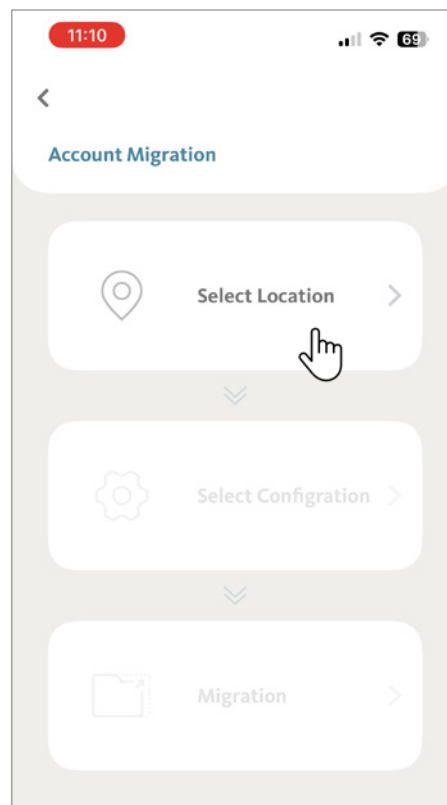 11:10
69
Account Migration
Select Location
Select Configration
Migration